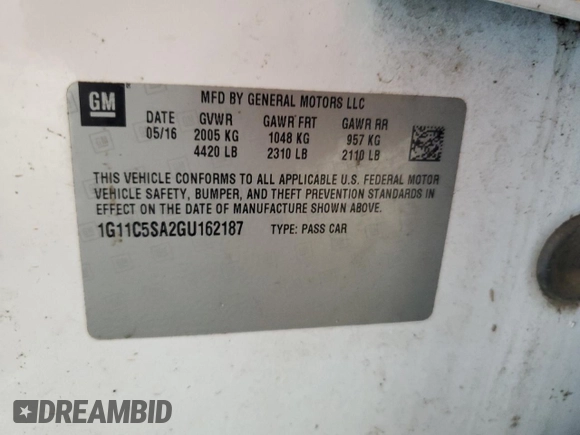 GM
MFD BY GENERAL MOTORS LLC
DATE GVWR GAWR FRT GAWR RR
05/16 2005 KG 1048 KG 957 KG
4420 LB 2310 LB 2110 LB
THIS VEHICLE CONFORMS TO ALL APPLICABLE U.S. FEDERAL MOTOR
VEHICLE SAFETY, BUMPER, AND THEFT PREVENTION STANDARDS IN
EFFECT ON THE DATE OF MANUFACTURE SHOWN ABOVE.
1G11C5SA2GU162187 TYPE: PASS CAR
DREAMBID